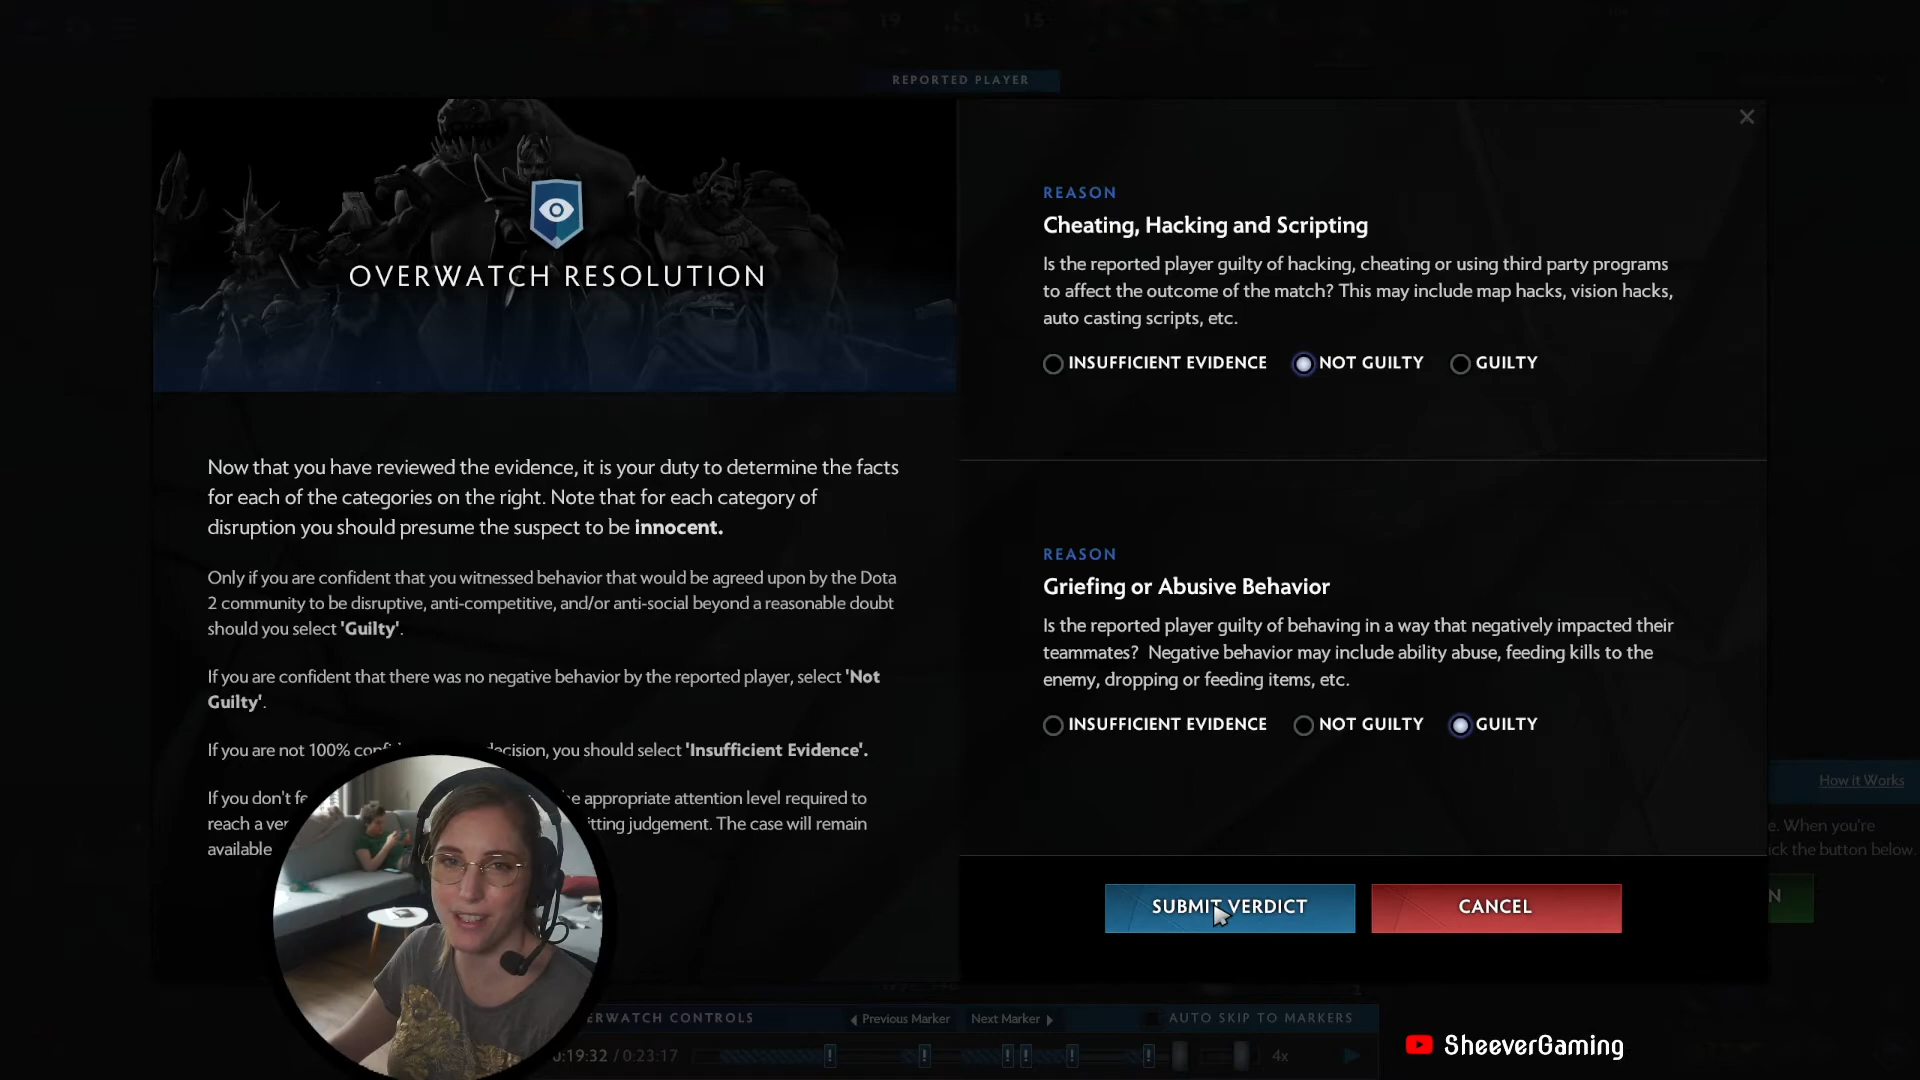 19
15
REPORTED PLAYER
OVERWATCH RESOLUTION
Now that you have reviewed the evidence, it is your duty to determine the facts
for each of the categories on the right. Note that for each category of
disruption you should presume the suspect to be innocent.
Only if you are confident that you witnessed behavior that would be agreed upon by the Dota
2 community to be disruptive, anti-competitive, and/or anti-social beyond a reasonable doubt
should you select 'Guilty'.
If you are confident that there was no negative behavior by the reported player, select 'Not
Guilty'.
If you are not 100% decision, you should select 'Insufficient Evidence'.
If you don't appropriate attention level required to
reach a judgement. The case will remain
available
REASON
Cheating, Hacking and Scripting
Is the reported player guilty of hacking, cheating or using third party programs
to affect the outcome of the match? This may include map hacks, vision hacks,
auto casting scripts, etc.
INSUFFICIENT EVIDENCE NOT GUILTY GUILTY
REASON
Griefing or Abusive Behavior
Is the reported player guilty of behaving in a way that negatively impacted their
teammates? Negative behavior may include ability abuse, feeding kills to the
enemy, dropping or feeding items, etc.
INSUFFICIENT EVIDENCE NOT GUILTY GUILTY
SUBMIT VERDICT CANCEL
How it Works
e. When you're
ick the button below.
N
ERWATCH CONTROLS Previous Marker Next Marker AUTO SKIP TO MARKERS
0:19:32 / 0:23:17 4x
SheeverGaming